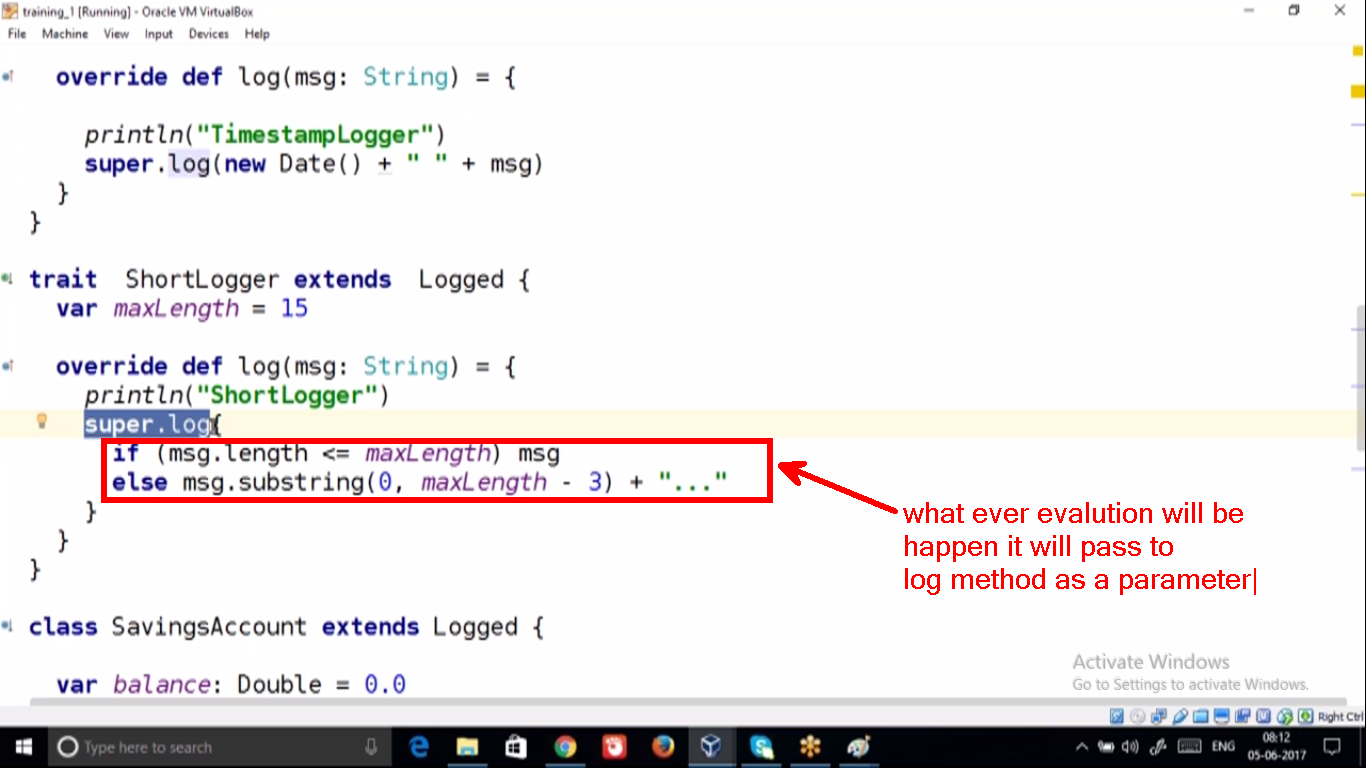 training_1 [Running] - Oracle VM VirtualBox
File Machine View Input Devices Help
override def log(msg: String) = {
println("TimestampLogger")
super.log(new Date() + " " + msg)
}
}
trait ShortLogger extends Logged {
var maxLength = 15
override def log(msg: String) = {
println("ShortLogger")
super.log{
if (msg.length <= maxLength) msg
else msg.substring(0, maxLength - 3) + "..."
}
}
}
what ever evalution will be
happen it will pass to
log method as a parameter
class SavingsAccount extends Logged {
var balance: Double = 0.0
Activate Windows
Go to Settings to activate Windows.
Right Ctrl
Type here to search
ENG
08:12
05-06-2017